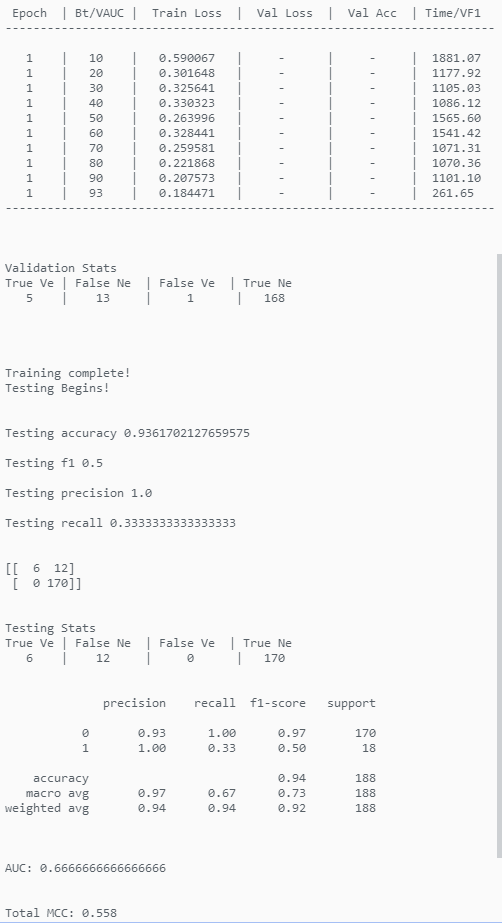 Epoch | Bt/VAUC | Train Loss | Val Loss | Val Acc | Time/VF1
----------------------------------------------------------------------
1 | 10 | 0.590067 | - | - | 1881.07
1 | 20 | 0.301648 | - | - | 1177.92
1 | 30 | 0.325641 | - | - | 1105.03
1 | 40 | 0.330323 | - | - | 1086.12
1 | 50 | 0.263996 | - | - | 1565.60
1 | 60 | 0.328441 | - | - | 1541.42
1 | 70 | 0.259581 | - | - | 1071.31
1 | 80 | 0.221868 | - | - | 1070.36
1 | 90 | 0.207573 | - | - | 1101.10
1 | 93 | 0.184471 | - | - | 261.65
----------------------------------------------------------------------
Validation Stats
True Ve | False Ne | False Ve | True Ne
5 | 13 | 1 | 168
Training complete!
Testing Begins!
Testing accuracy 0.9361702127659575
Testing f1 0.5
Testing precision 1.0
Testing recall 0.3333333333333333
[[ 6 12]
[ 0 170]]
Testing Stats
True Ve | False Ne | False Ve | True Ne
6 | 12 | 0 | 170
precision recall f1-score support
0 0.93 1.00 0.97 170
1 1.00 0.33 0.50 18
accuracy 0.94 188
macro avg 0.97 0.67 0.73 188
weighted avg 0.94 0.94 0.92 188
AUC: 0.6666666666666666
Total MCC: 0.558